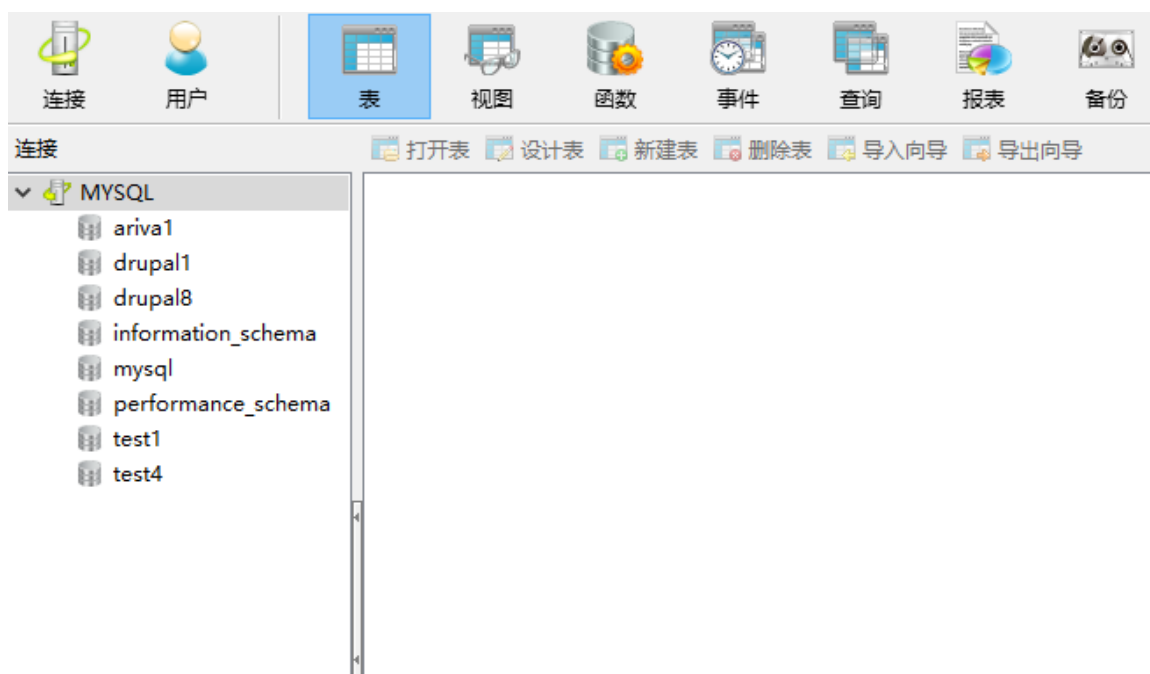 连接 用户 表 视图 函数 事件 查询 报表 备份
连接 打开表 设计表 新建表 删除表 导入向导 导出向导
MYSQL
ariva1
drupal1
drupal8
information_schema
mysql
performance_schema
test1
test4